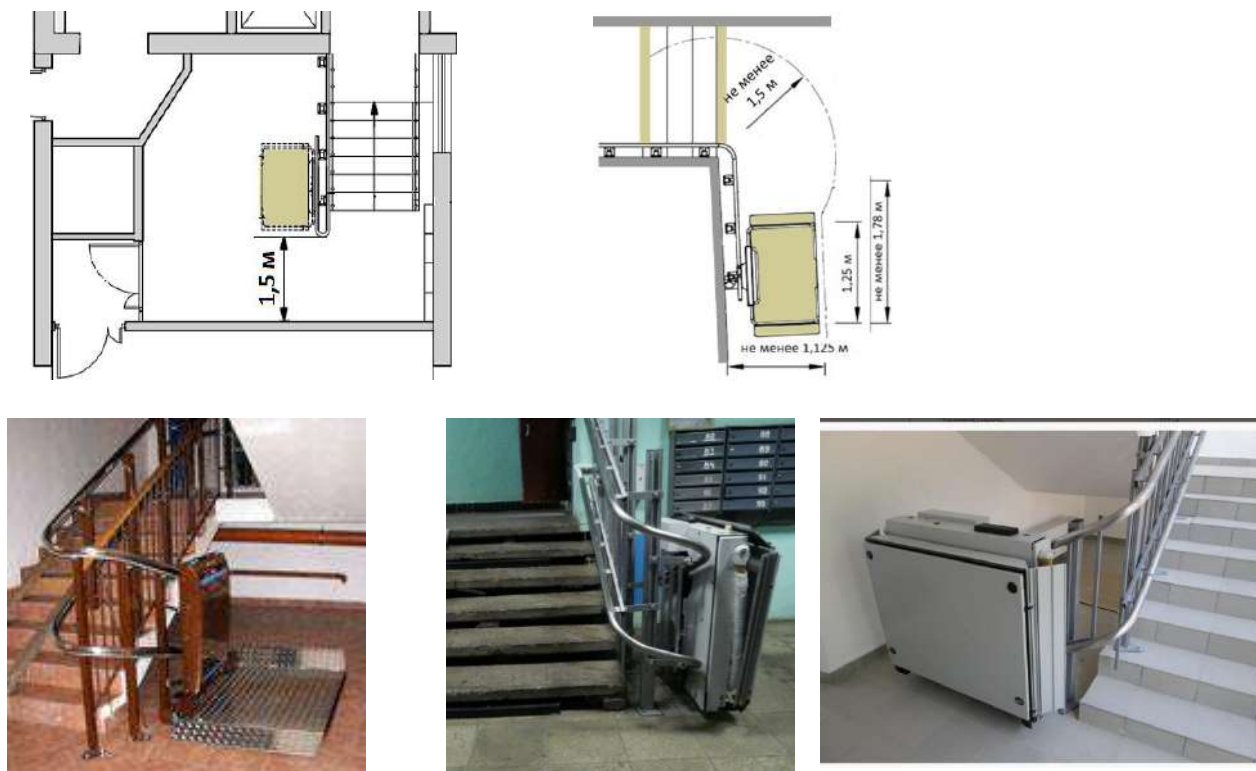 1,5 м
не менее
1,5 м
1,25 м
не менее 1,78 м
не менее 1,125 м